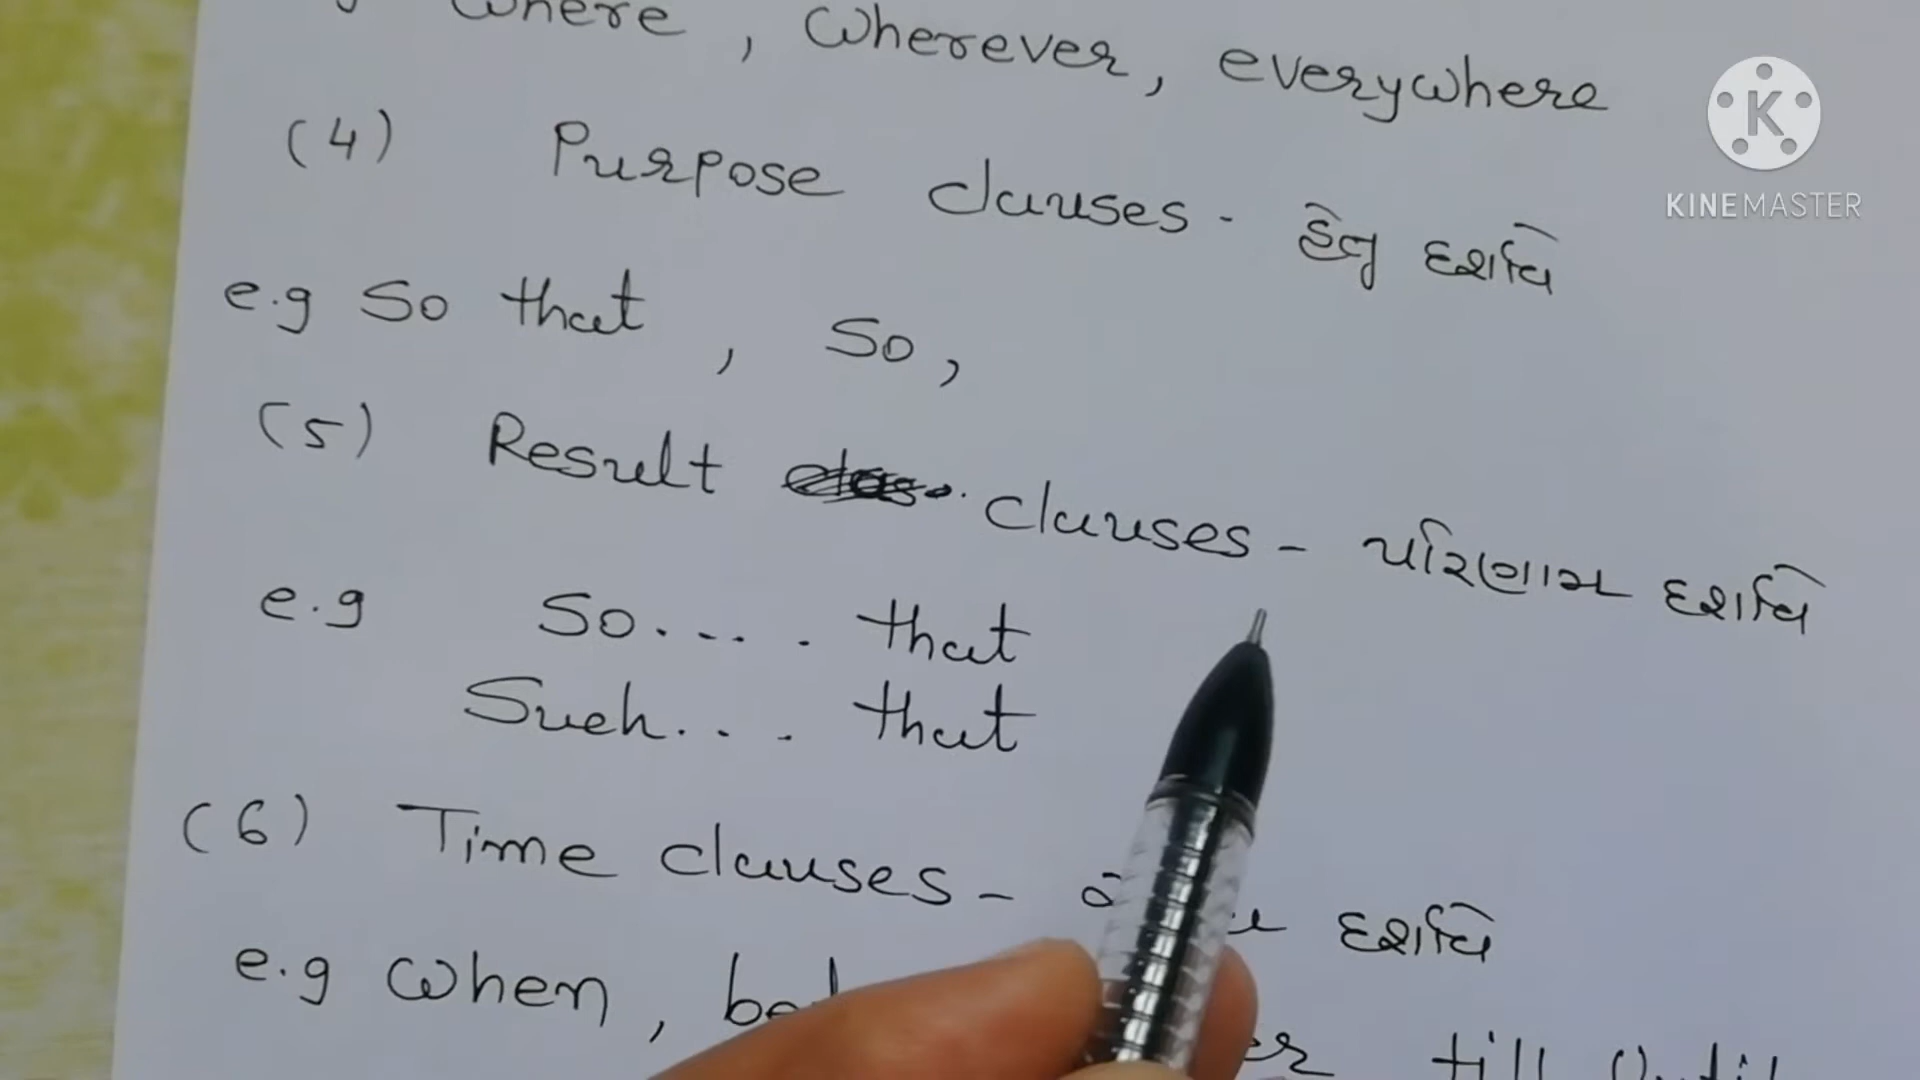 where, wherever, everywhere
(4) Purpose clauses - હેતુ દર્શાવે
e.g so that, so,
(5) Result clauses - પરિણામ દર્શાવે
e.g so.... that
Such... that
(6) Time clauses - દર્શાવે
e.g when, till until
K
KINEMASTER